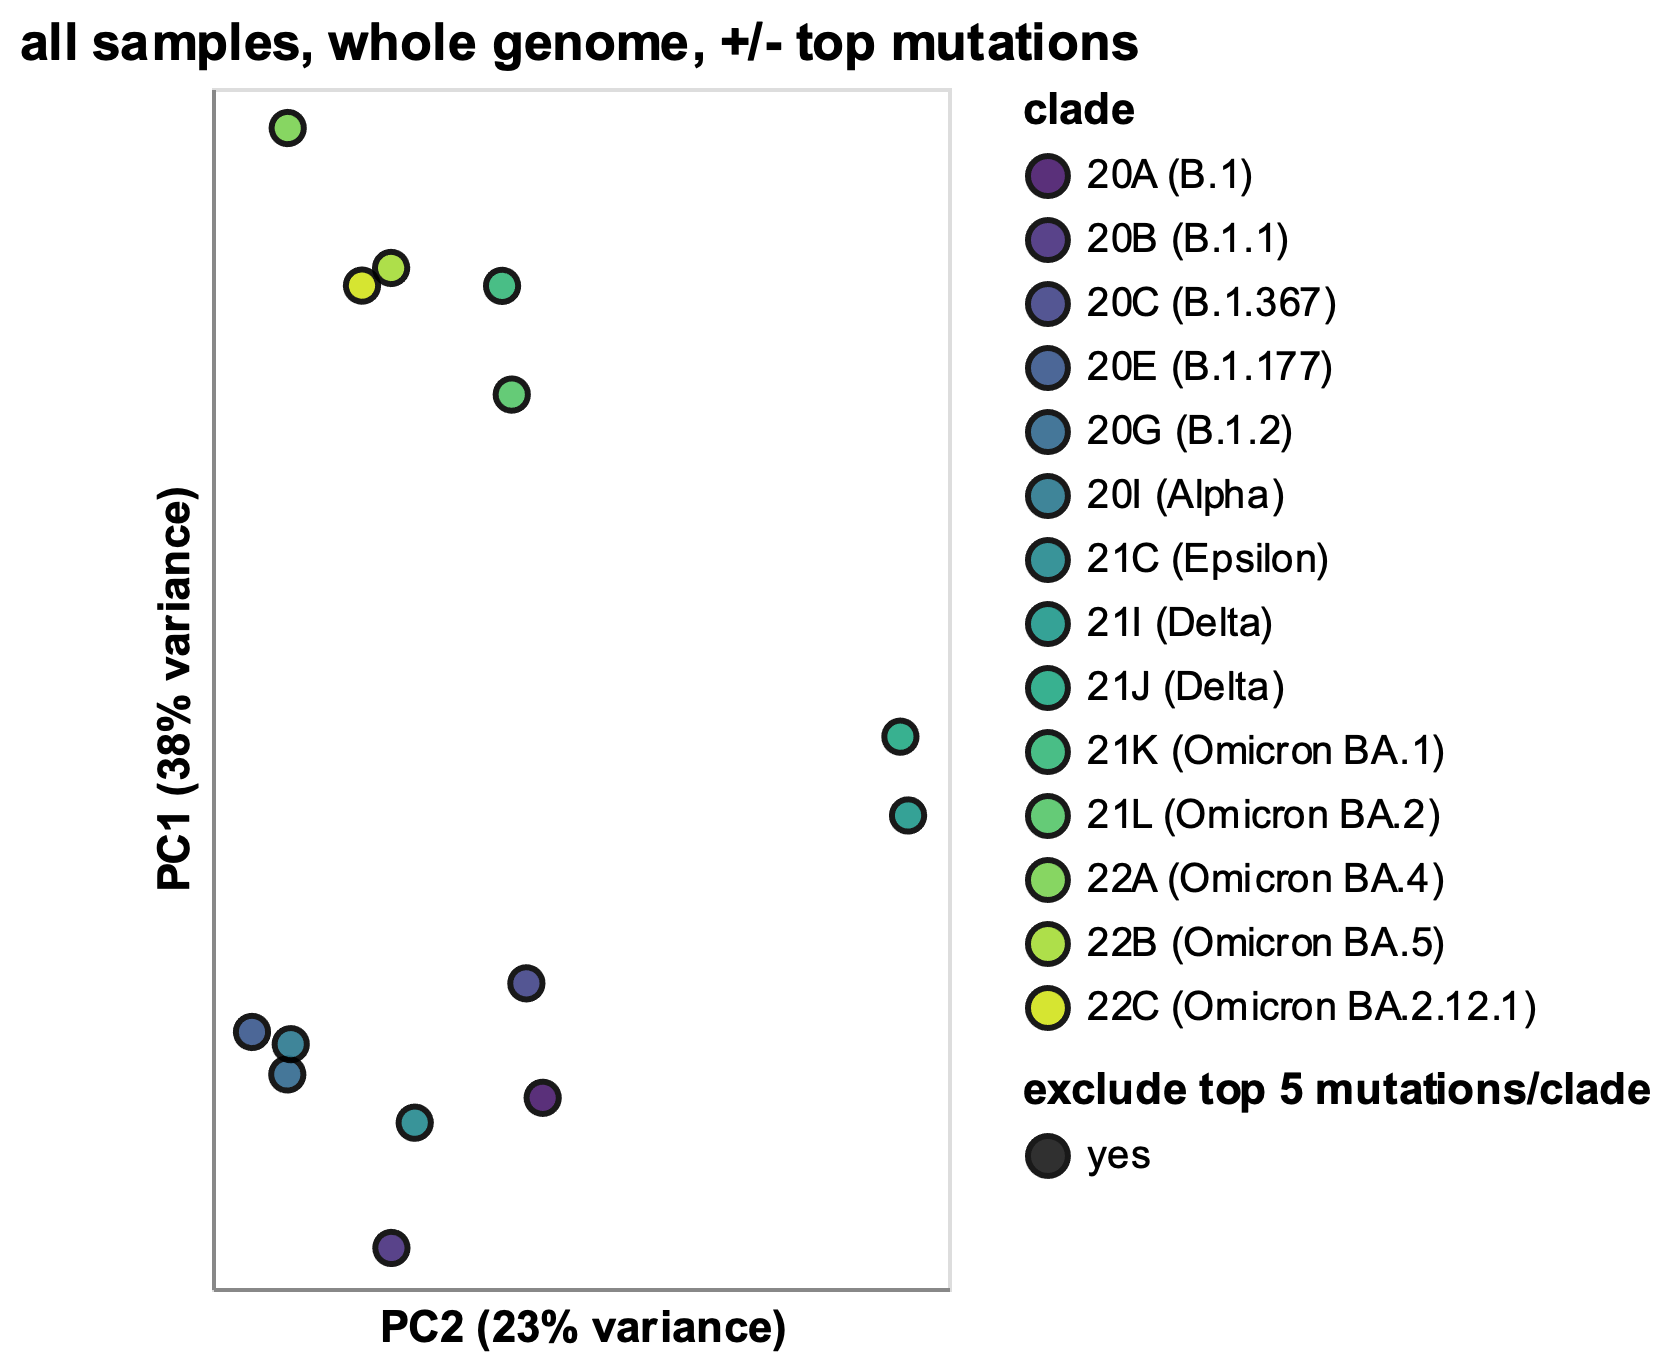 all samples, whole genome, +/- top mutations
PC1 (38% variance)
PC2 (23% variance)
clade
20A (B.1)
20B (B.1.1)
20C (B.1.367)
20E (B.1.177)
20G (B.1.2)
20I (Alpha)
21C (Epsilon)
21I (Delta)
21J (Delta)
21K (Omicron BA.1)
21L (Omicron BA.2)
22A (Omicron BA.4)
22B (Omicron BA.5)
22C (Omicron BA.2.12.1)
exclude top 5 mutations/clade
yes